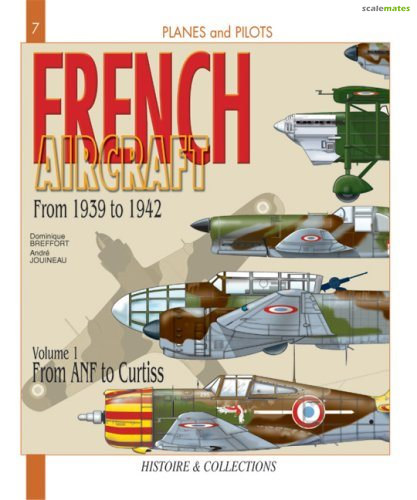 scalemates
7
PLANES and PILOTS
FRENCH
AIRCRAFT
From 1939 to 1942
Dominique
BREFFORT
André
JOUINEAU
Volume 1
From ANF to Curtiss
HISTOIRE & COLLECTIONS